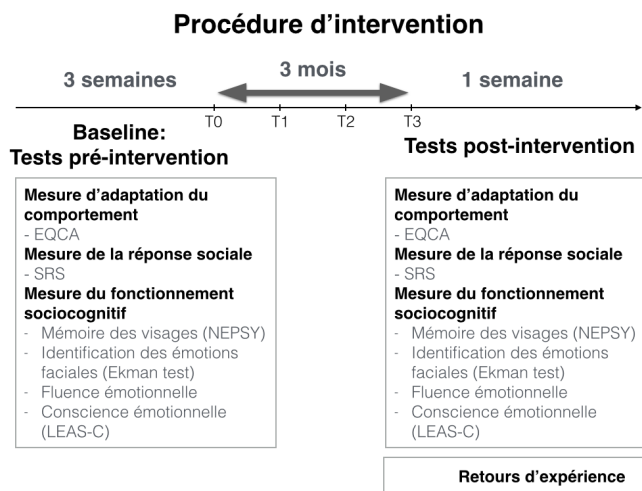 Procédure d'intervention
3 semaines
3 mois
1 semaine
T0
T1
T2
T3
Baseline:
Tests pré-intervention
Tests post-intervention
Mesure d'adaptation du
comportement
- EQCA
Mesure de la réponse sociale
- SRS
Mesure du fonctionnement
sociocognitif
- Mémoire des visages (NEPSY)
- Identification des émotions
faciales (Ekman test)
- Fluence émotionnelle
- Conscience émotionnelle
(LEAS-C)
Mesure d'adaptation du
comportement
- EQCA
Mesure de la réponse sociale
- SRS
Mesure du fonctionnement
sociocognitif
- Mémoire des visages (NEPSY)
- Identification des émotions
faciales (Ekman test)
- Fluence émotionnelle
- Conscience émotionnelle
(LEAS-C)
Retours d'expérience